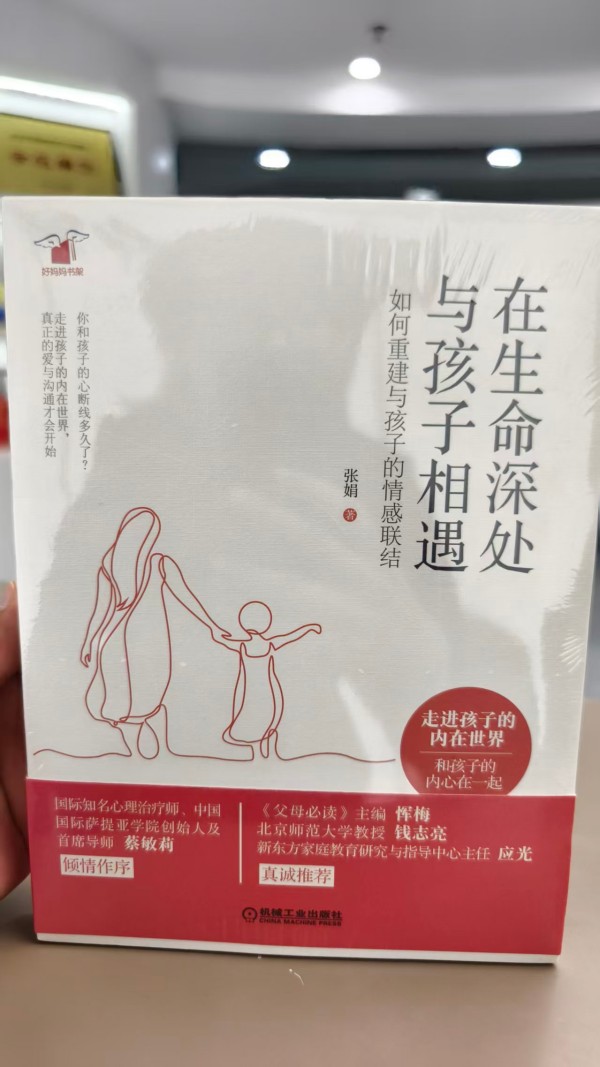 好妈妈书架
在生命深处
与孩子相遇
如何重建与孩子的情感联结
张娟 著
你和孩子的心断线多久了?
走进孩子的内在世界,
真正的爱与沟通才会开始
走进孩子的
内在世界
和孩子的
内心在一起
国际知名心理治疗师、中国
国际萨提亚学院创始人及
首席导师 蔡敏莉
倾情作序
《父母必读》主编 恽梅
北京师范大学教授 钱志亮
新东方家庭教育研究与指导中心主任 应光
真诚推荐
机械工业出版社
CHINA MACHINE PRESS